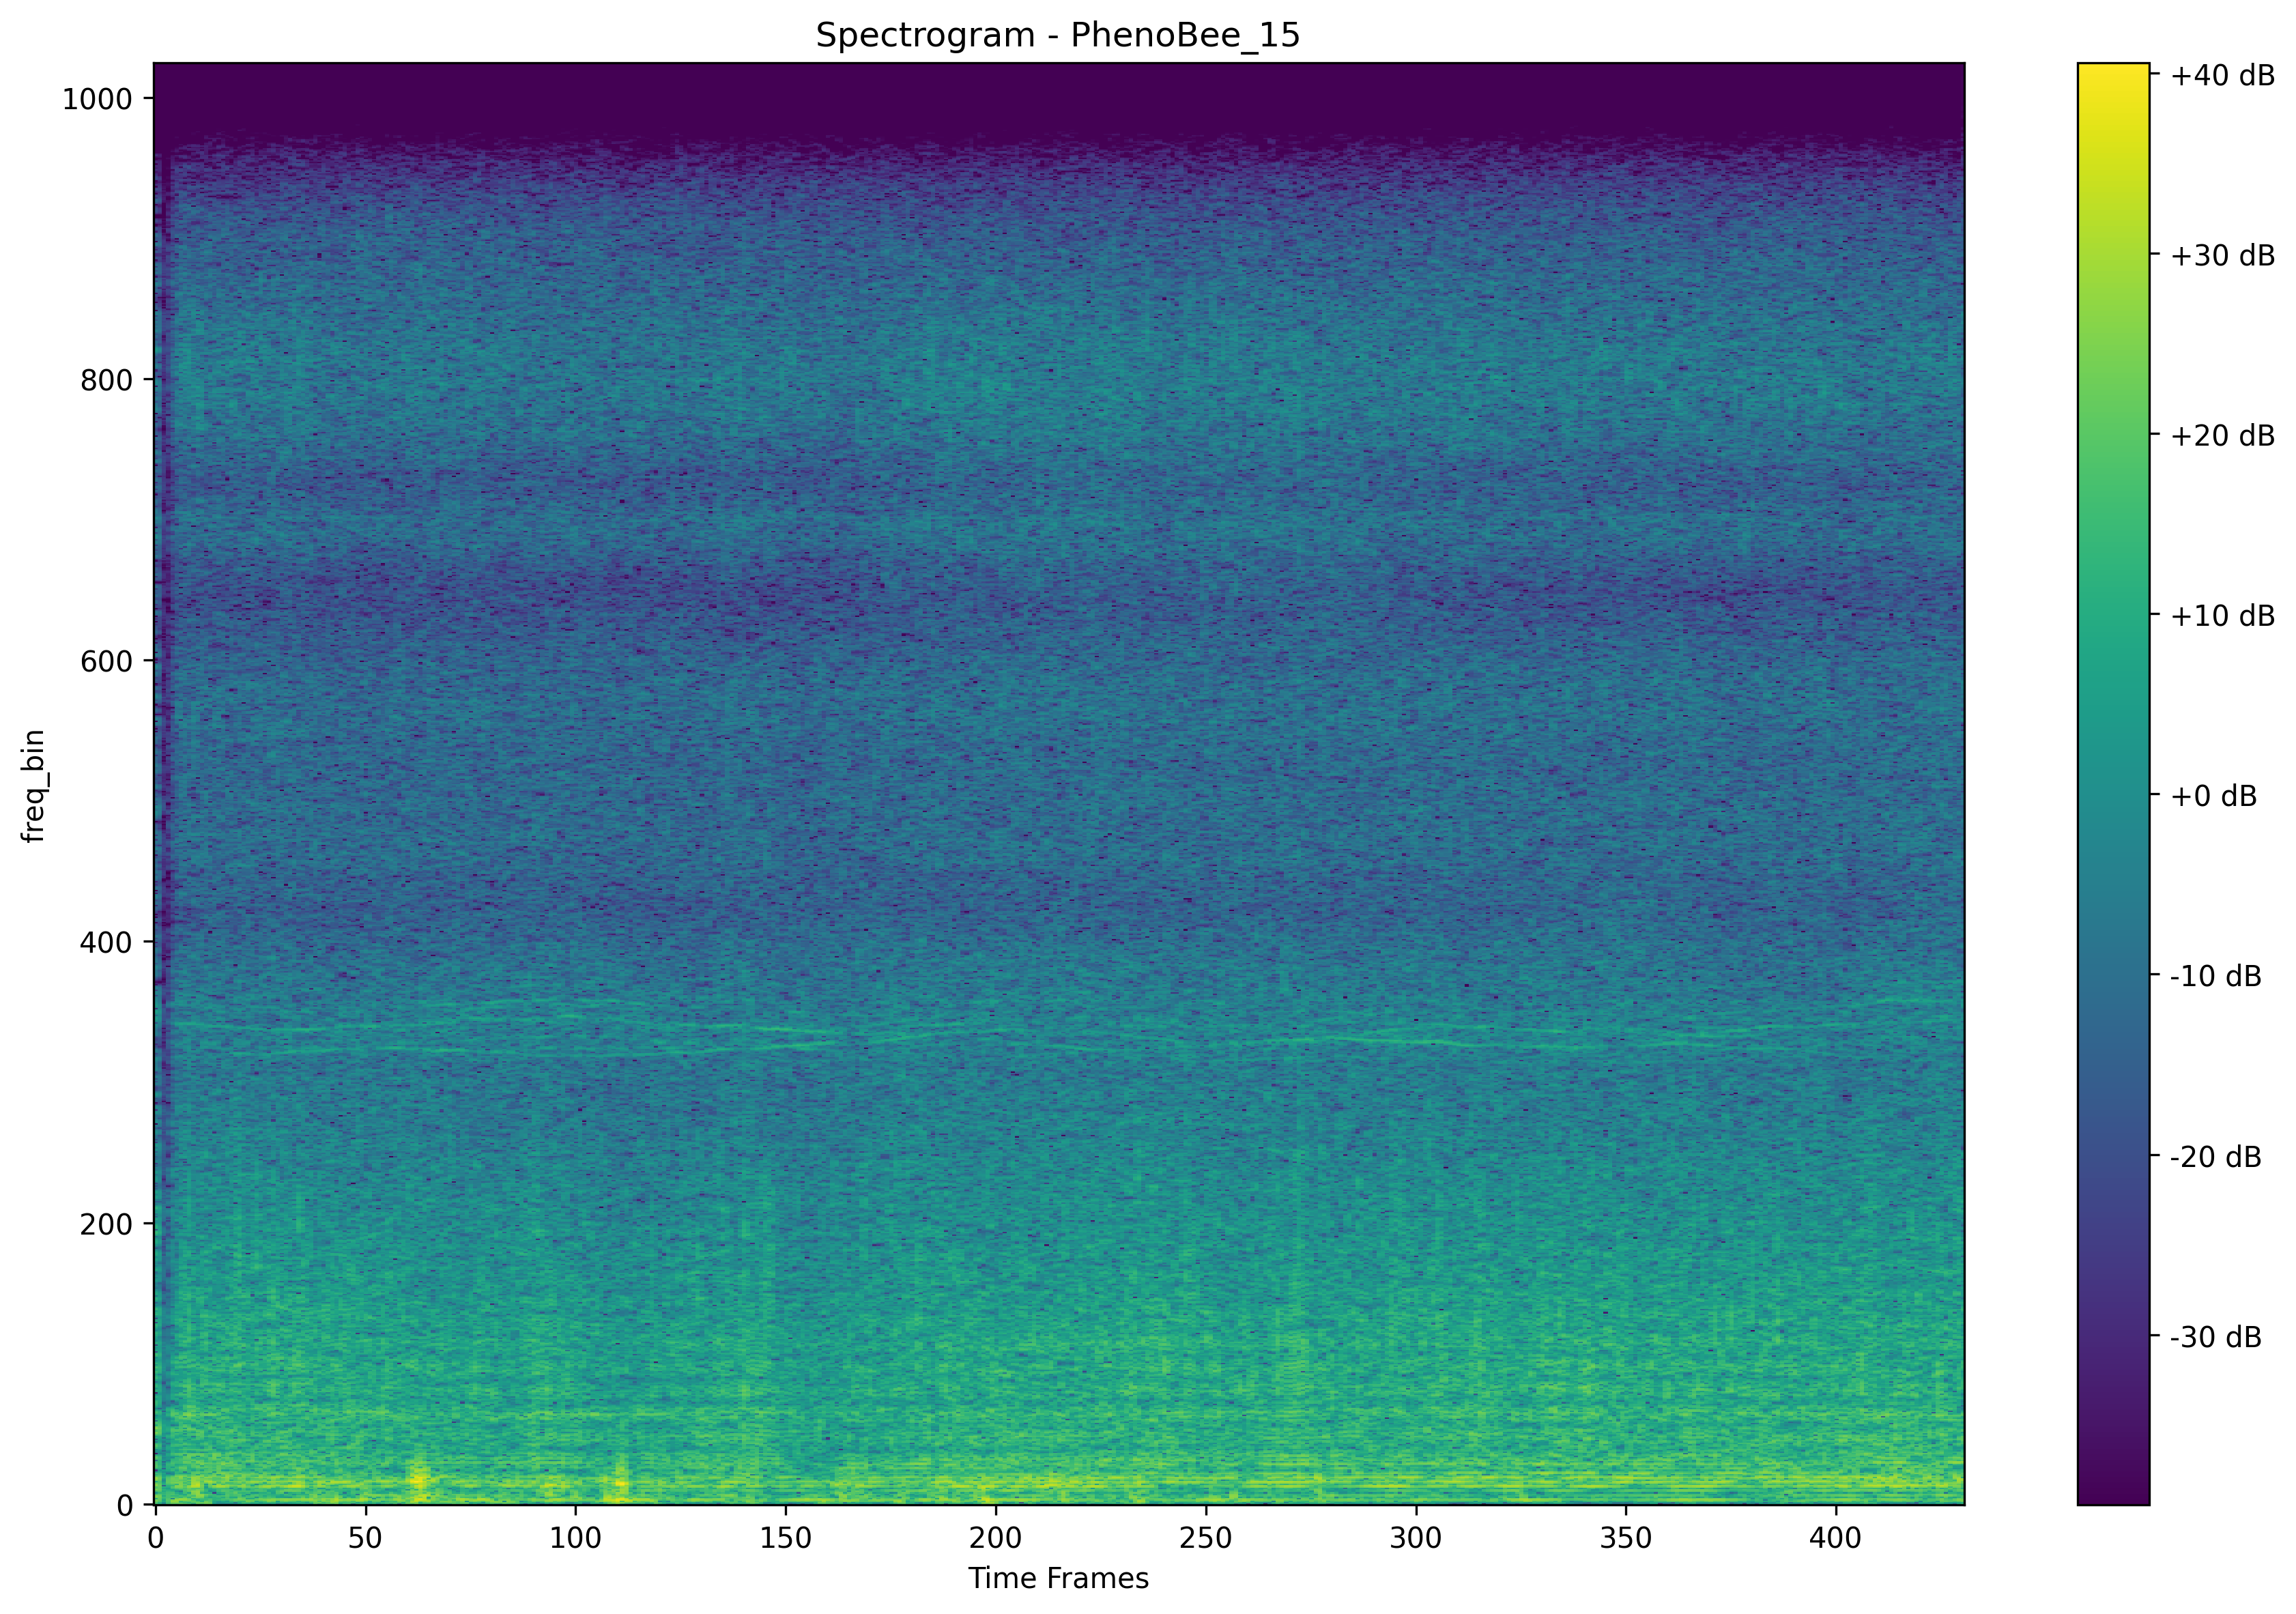 Spectrogram - PhenoBee_15
1000
800
600
400
200
0
freq_bin
0 50 100 150 200 250 300 350 400
Time Frames
+40 dB
+30 dB
+20 dB
+10 dB
+0 dB
-10 dB
-20 dB
-30 dB